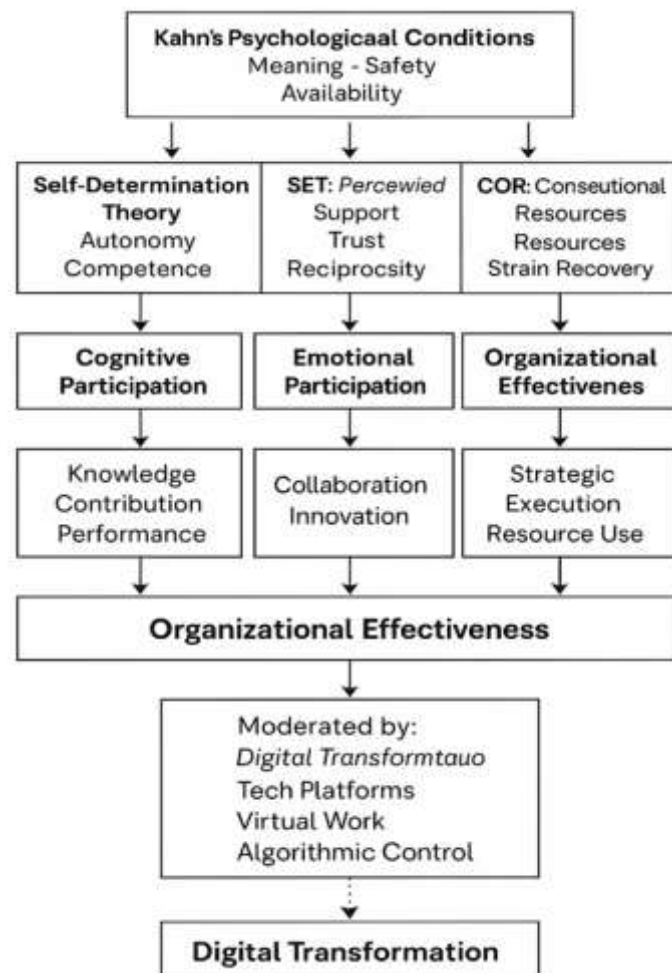 Kahn's Psychologicaal Conditions
Meaning - Safety
Availability
Self-Determination
Theory
Autonomy
Competence
SET: Percewied
Support
Trust
Reciprocsity
COR: Conseutional
Resources
Resources
Strain Recovery
Cognitive
Participation
Emotional
Participation
Organizational
Effectivenes
Knowledge
Contribution
Performance
Collaboration
Innovation
Strategic
Execution
Resource Use
Organizational Effectiveness
Moderated by:
Digital Transformtauo
Tech Platforms
Virtual Work
Algorithmic Control
Digital Transformation